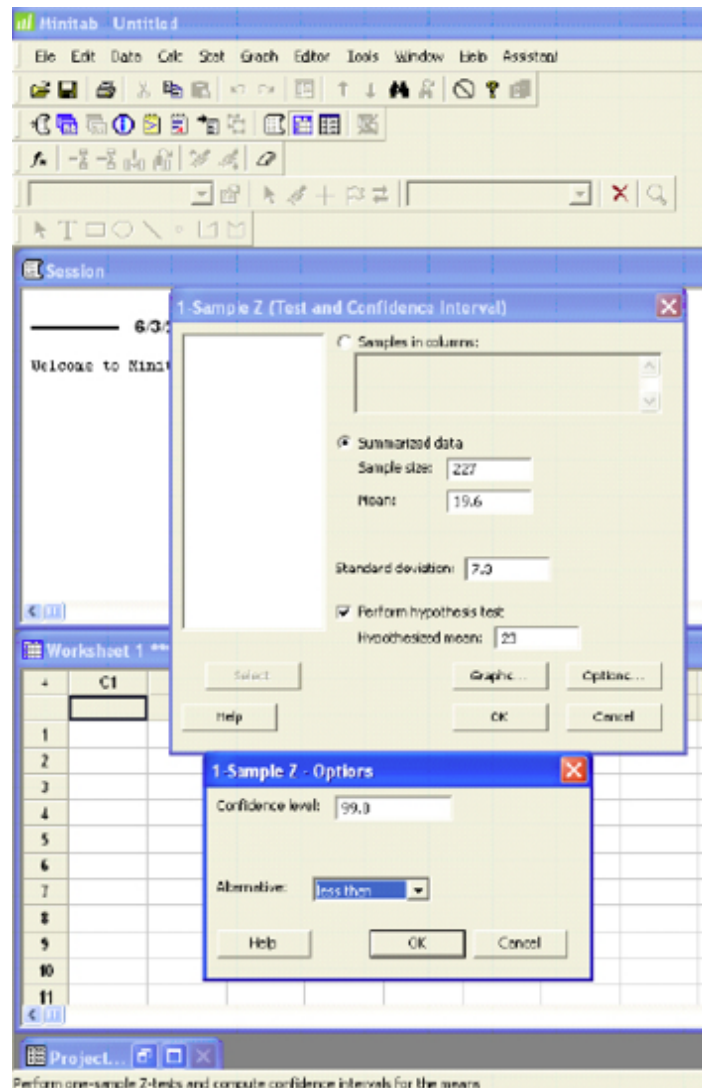 Minitab Untitled
File Edit Data Calc Stat Graph Editor Tools Window Help Assistant
Session
6/3/
Welcome to Minit
1-Sample Z (Test and Confidence Interval)
Samples in columns:
Summarized data
Sample size: 227
Mean: 19.6
Standard deviation:
Perform hypothesis test
Hypothesized mean: 23
Select
Graphs...
Options...
Help
OK
Cancel
Worksheet 1 **
C1
1
2
3
4
5
6
7
8
9
10
11
1-Sample Z - Options
Confidence level: 99.0
Alternative: less than
Help
OK
Cancel
Project...
Perform one-sample Z-tests and compute confidence intervals for the means